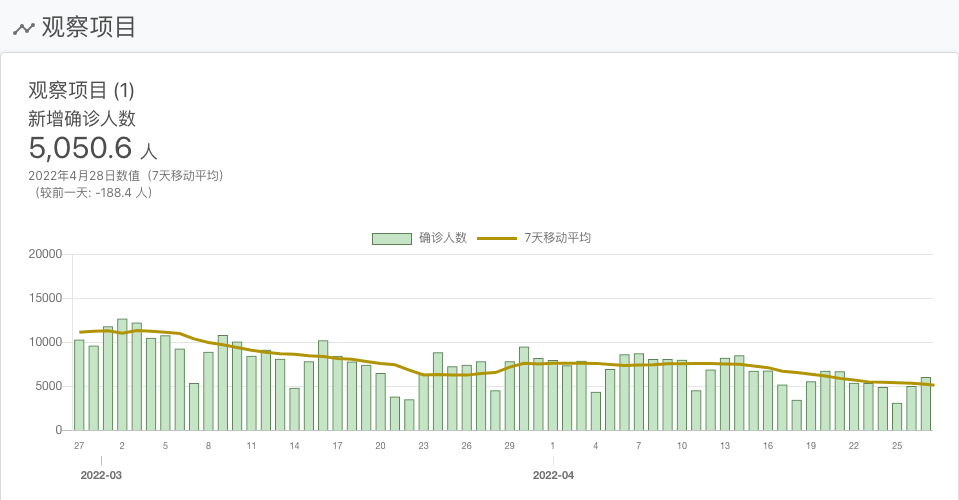 观察项目
观察项目 (1)
新增确诊人数
5,050.6 人
2022年4月28日数值（7天移动平均）
（较前一天: -188.4 人）
确诊人数 7天移动平均
20000
15000
10000
5000
0
27 2 5 8 11 14 17 20 23 26 29 1 4 7 10 13 16 19 22 25
2022-03 2022-04